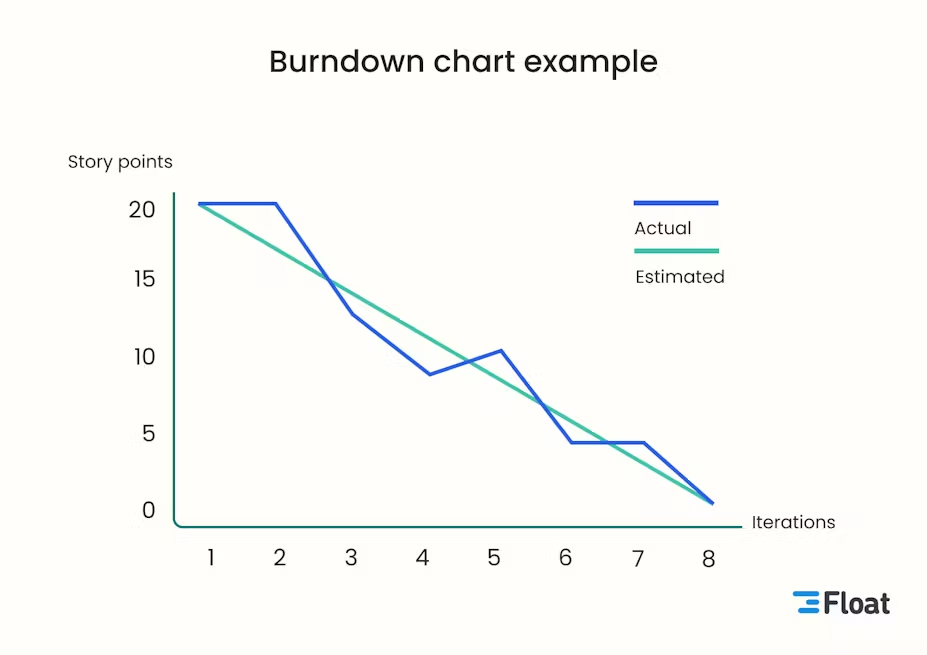 Burndown chart example
Story points
20
15
10
5
0
Actual
Estimated
Iterations
1 2 3 4 5 6 7 8
Float